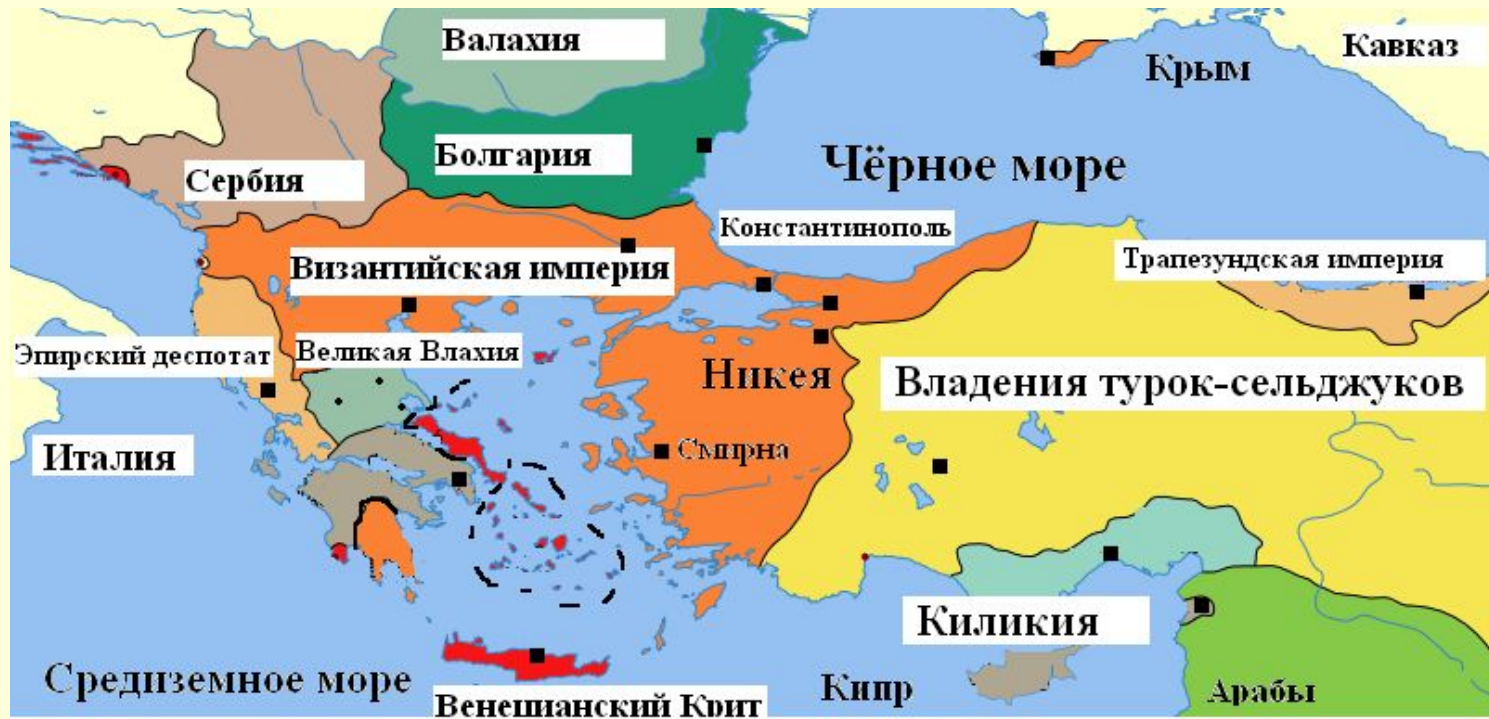 Валахия
Кавказ
Крым
Болгария
Чёрное море
Сербия
Константинополь
Византийская империя
Трапезундская империя
Эпирский деспотат
Великая Влахия
Никея
Владения турок-сельджуков
Италия
Смирна
Киликия
Средиземное море
Кипр
Арабы
Венецианский Крит